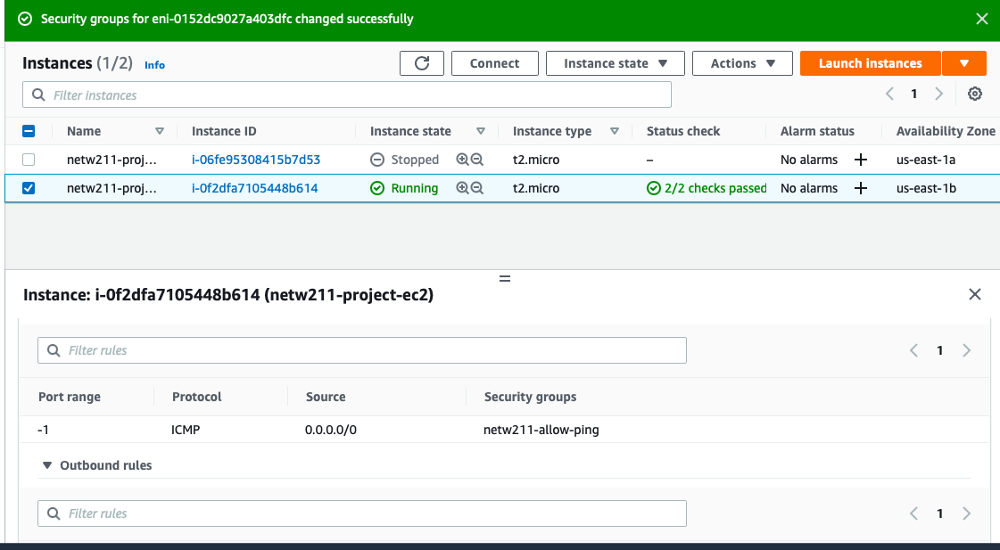 Security groups for eni-0152dc9027a403dfc changed successfully
Instances (1/2) Info Connect Instance state Actions Launch instances
Filter instances 1
Name Instance ID Instance state Instance type Status check Alarm status Availability Zone
netw211-proj... i-06fe95308415b7d53 Stopped t2.micro – No alarms us-east-1a
netw211-proj... i-0f2dfa7105448b614 Running t2.micro 2/2 checks passed No alarms us-east-1b
Instance: i-0f2dfa7105448b614 (netw211-project-ec2)
Filter rules 1
Port range Protocol Source Security groups
-1 ICMP 0.0.0.0/0 netw211-allow-ping
Outbound rules
Filter rules 1